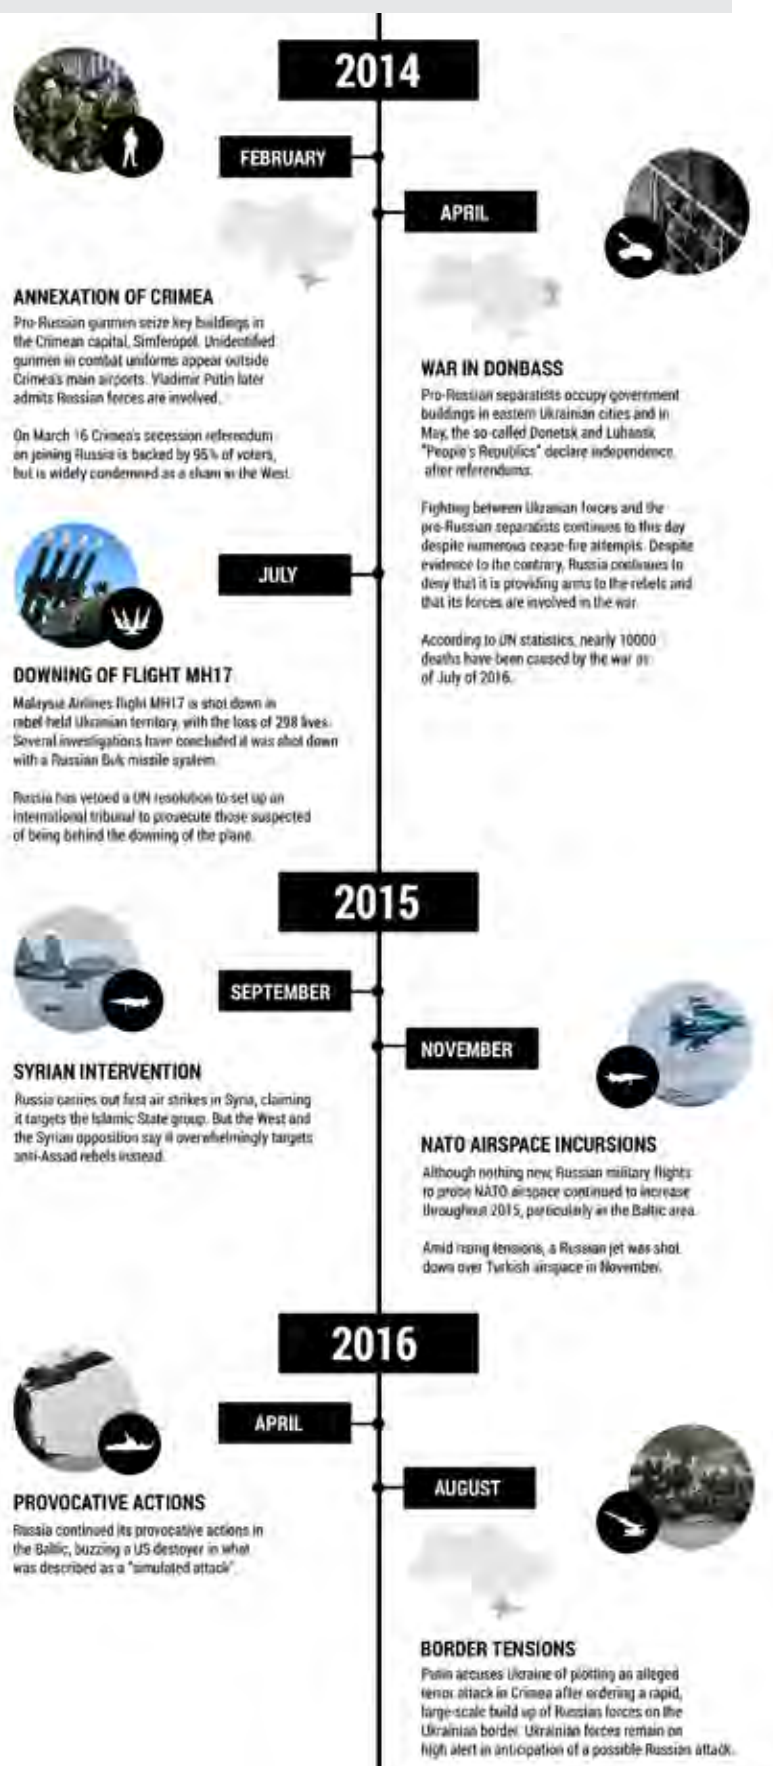 2014
FEBRUARY
ANNEXATION OF CRIMEA
Pro-Russian gunmen seize key buildings in
the Crimean capital, Simferopol. Unidentified
gunmen in combat uniforms appear outside
Crimea's main airports. Vladimir Putin later
admits Russian forces are involved.
On March 16 Crimea's secession referendum
on joining Russia is backed by 95% of voters,
but is widely condemned as a sham in the West.
APRIL
WAR IN DONBASS
Pro-Russian separatists occupy government
buildings in eastern Ukrainian cities and in
May, the so-called Donetsk and Luhansk
"People's Republics" declare independence
after referendums.
Fighting between Ukrainian forces and the
pro-Russian separatists continues to this day
despite numerous cease-fire attempts. Despite
evidence to the contrary, Russia continues to
deny that it is providing arms to the rebels and
that its forces are involved in the war.
According to UN statistics, nearly 10000
deaths have been caused by the war as
of July of 2016.
JULY
DOWNING OF FLIGHT MH17
Malaysia Airlines flight MH17 is shot down in
rebel-held Ukranian territory, with the loss of 298 lives.
Several investigations have concluded it was shot down
with a Russian Buk missile system.
Russia has vetoed a UN resolution to set up an
international tribunal to prosecute those suspected
of being behind the downing of the plane.
2015
SEPTEMBER
SYRIAN INTERVENTION
Russia carries out first air strikes in Syria, claiming
it targets the Islamic State group. But the West and
the Syrian opposition say it overwhelmingly targets
anti-Assad rebels instead.
NOVEMBER
NATO AIRSPACE INCURSIONS
Although nothing new, Russian military flights
to probe NATO airspace continued to increase
throughout 2015, particularly in the Baltic area.
Amid rising tensions, a Russian jet was shot
down over Turkish airspace in November.
2016
APRIL
PROVOCATIVE ACTIONS
Russia continued its provocative actions in
the Baltic, buzzing a US destoyer in what
was described as a "simulated attack".
AUGUST
BORDER TENSIONS
Putin accuses Ukraine of plotting an alleged
terror attack in Crimea after ordering a rapid,
large-scale build up of Russian forces on the
Ukrainian border. Ukrainian forces remain on
high alert in anticipation of a possible Russian attack.